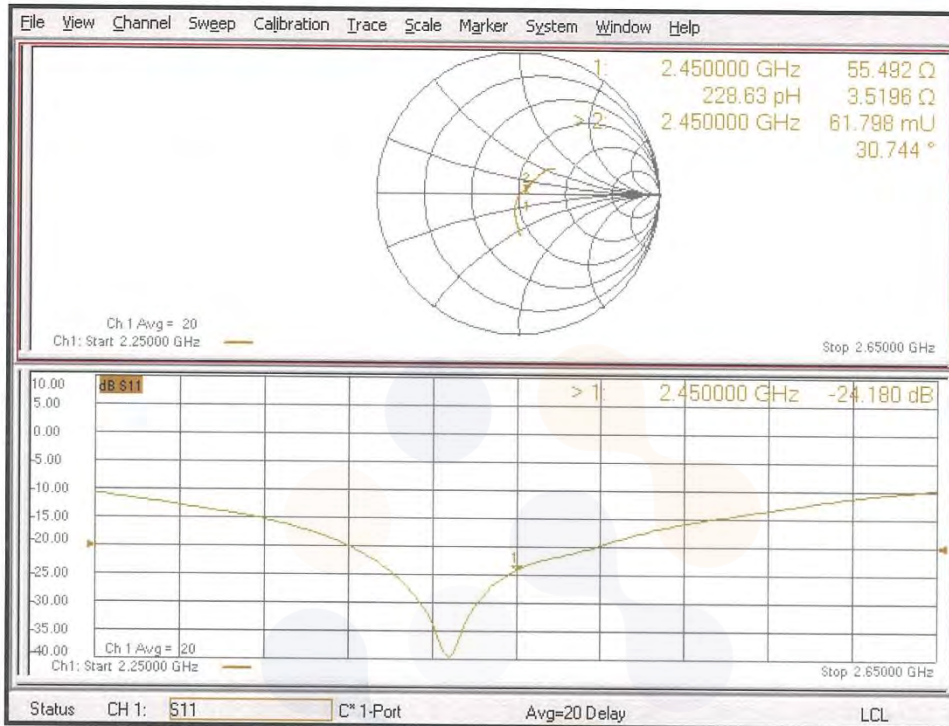 File View Channel Sweep Calibration Trace Scale Marker System Window Help
1: 2.450000 GHz 55.492 Ω
228.63 pH 3.5196 Ω
> 2: 2.450000 GHz 61.798 mU
30.744 °
2
1
Ch 1 Avg = 20
Ch1: Start 2.25000 GHz
Stop 2.65000 GHz
10.00 dB S11
> 1: 2.450000 GHz -24.180 dB
5.00
0.00
-5.00
-10.00
-15.00
-20.00
1
-25.00
-30.00
-35.00
-40.00 Ch 1 Avg = 20
Ch1: Start 2.25000 GHz
Stop 2.65000 GHz
Status CH 1: S11 C* 1-Port Avg=20 Delay LCL